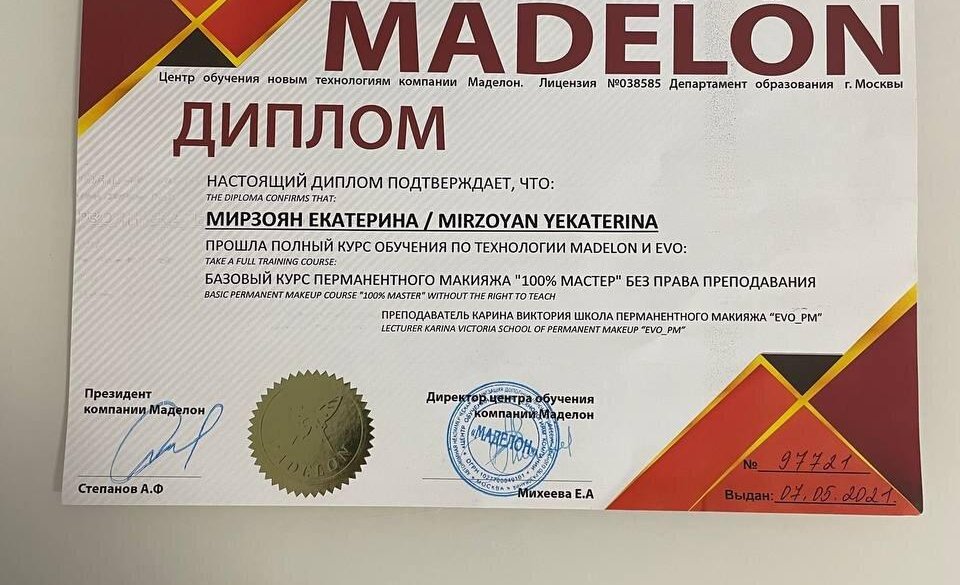 MADELON
Центр обучения новым технологиям компании Маделон. Лицензия №038585 Департамент образования г. Москвы
ДИПЛОМ
НАСТОЯЩИЙ ДИПЛОМ ПОДТВЕРЖДАЕТ, ЧТО:
THE DIPLOMA CONFIRMS THAT:
МИРЗОЯН ЕКАТЕРИНА / MIRZOYAN YEKATERINA
ПРОШЛА ПОЛНЫЙ КУРС ОБУЧЕНИЯ ПО ТЕХНОЛОГИИ MADELON И EVO:
TAKE A FULL TRAINING COURSE:
БАЗОВЫЙ КУРС ПЕРМАНЕНТНОГО МАКИЯЖА "100% МАСТЕР" БЕЗ ПРАВА ПРЕПОДАВАНИЯ
BASIC PERMANENT MAKEUP COURSE "100% MASTER" WITHOUT THE RIGHT TO TEACH
ПРЕПОДАВАТЕЛЬ КАРИНА ВИКТОРИЯ ШКОЛА ПЕРМАНЕНТНОГО МАКИЯЖА “EVO_PM”
LECTURER KARINA VICTORIA SCHOOL OF PERMANENT MAKEUP “EVO_PM”
Президент
компании Маделон
Степанов А.Ф
Директор центра обучения
компании Маделон
"МАДЕЛОН"
МОСКВА
Михеева Е.А
№ 97721
Выдан: 07.05.2021.